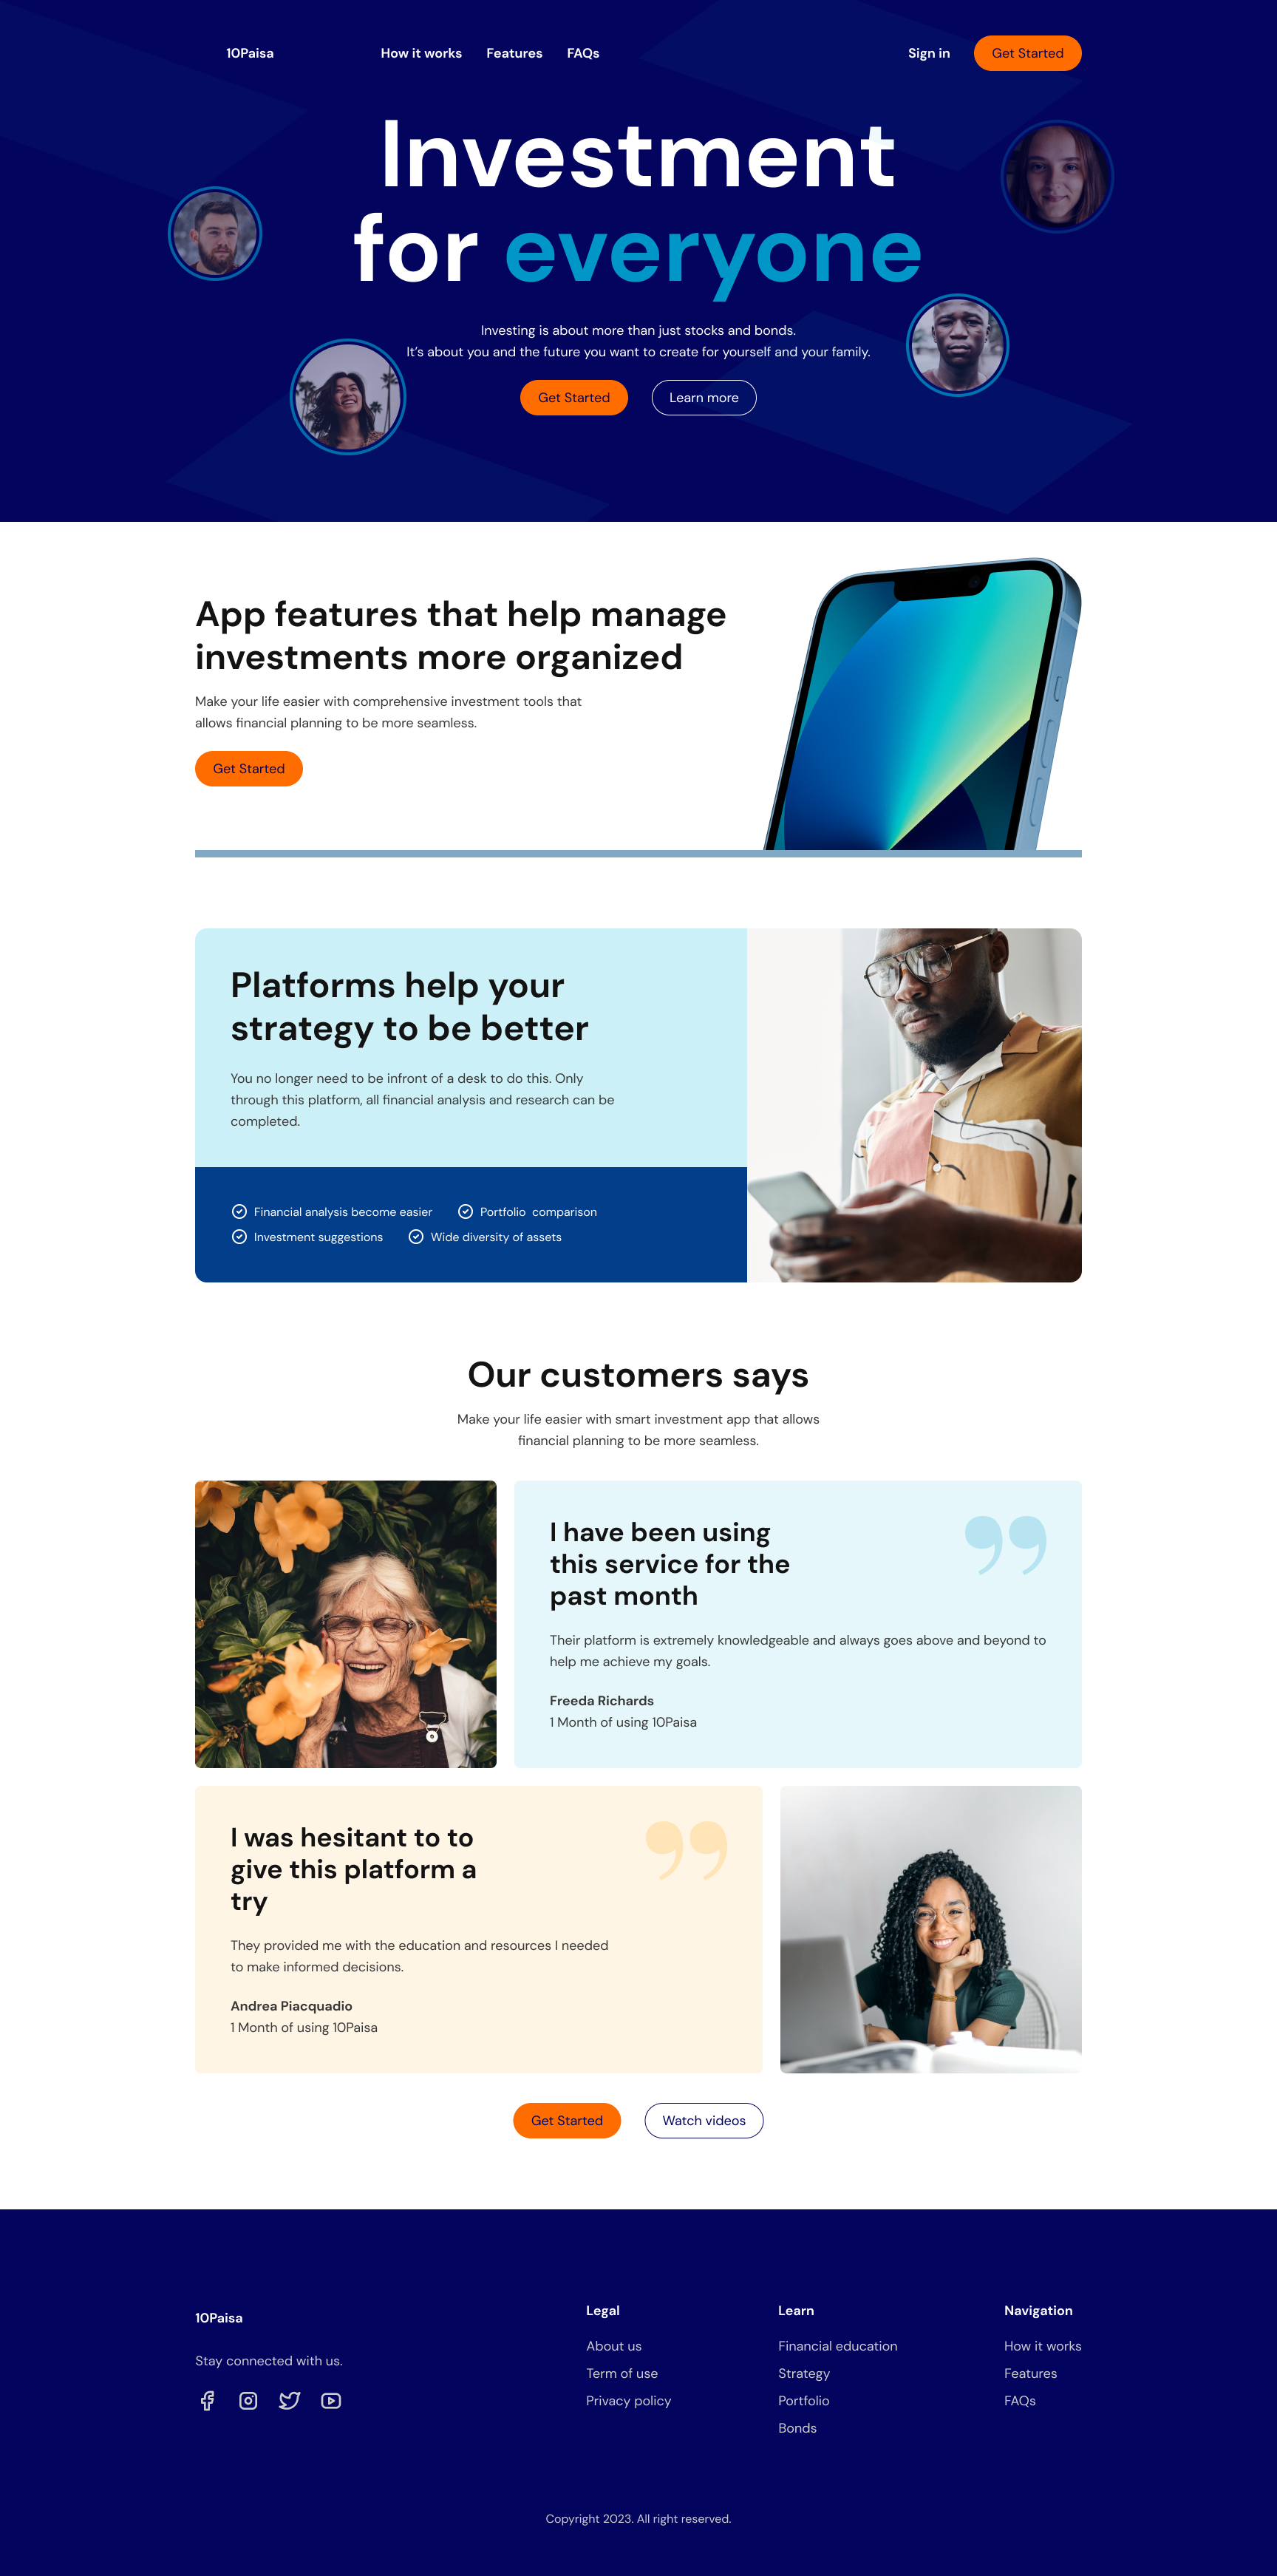 10Paisa
How it works
Features
FAQs
Sign in
Get Started
Investment
for everyone
Investing is about more than just stocks and bonds.
It’s about you and the future you want to create for yourself and your family.
Get Started
Learn more
App features that help manage
investments more organized
Make your life easier with comprehensive investment tools that
allows financial planning to be more seamless.
Get Started
Platforms help your
strategy to be better
You no longer need to be infront of a desk to do this. Only
through this platform, all financial analysis and research can be
completed.
Financial analysis become easier
Portfolio  comparison
Investment suggestions
Wide diversity of assets
Our customers says
Make your life easier with smart investment app that allows
financial planning to be more seamless.
I have been using
this service for the
past month
Their platform is extremely knowledgeable and always goes above and beyond to
help me achieve my goals.
Freeda Richards
1 Month of using 10Paisa
I was hesitant to to
give this platform a
try
They provided me with the education and resources I needed
to make informed decisions.
Andrea Piacquadio
1 Month of using 10Paisa
Get Started
Watch videos
10Paisa
Stay connected with us.
Legal
About us
Term of use
Privacy policy
Learn
Financial education
Strategy
Portfolio
Bonds
Navigation
How it works
Features
FAQs
Copyright 2023. All right reserved.